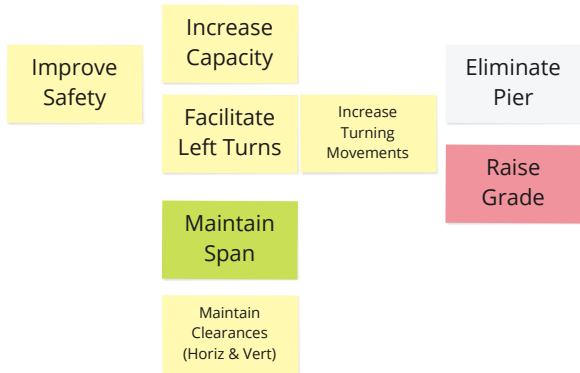 Improve
Safety
Increase
Capacity
Facilitate
Left Turns
Increase
Turning
Movements
Eliminate
Pier
Raise
Grade
Maintain
Span
Maintain
Clearances
(Horiz & Vert)